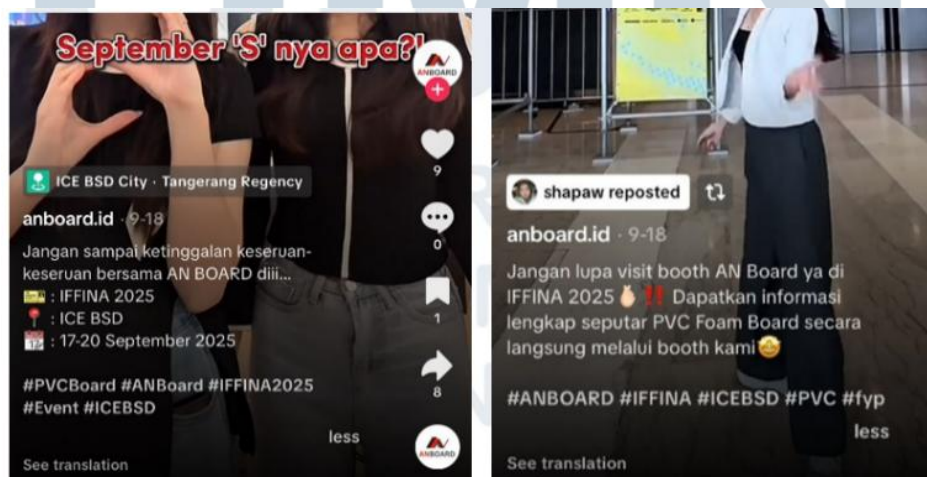 September 'S' nya apa?!
ANBOARD
9
ICE BSD City · Tangerang Regency
anboard.id · 9-18
0
Jangan sampai ketinggalan keseruan-
keseruan bersama AN BOARD diii...
: IFFINA 2025
1
: ICE BSD
: 17-20 September 2025
#PVCBoard #ANBoard #IFFINA2025
8
#Event #ICEBSD
less
ANBOARD
See translation
shapaw reposted
anboard.id · 9-18
Jangan lupa visit booth AN Board ya di
IFFINA 2025 🫰🏻 ‼️ Dapatkan informasi
lengkap seputar PVC Foam Board secara
langsung melalui booth kami🤩
#ANBOARD #IFFINA #ICEBSD #PVC #fyp
less
See translation